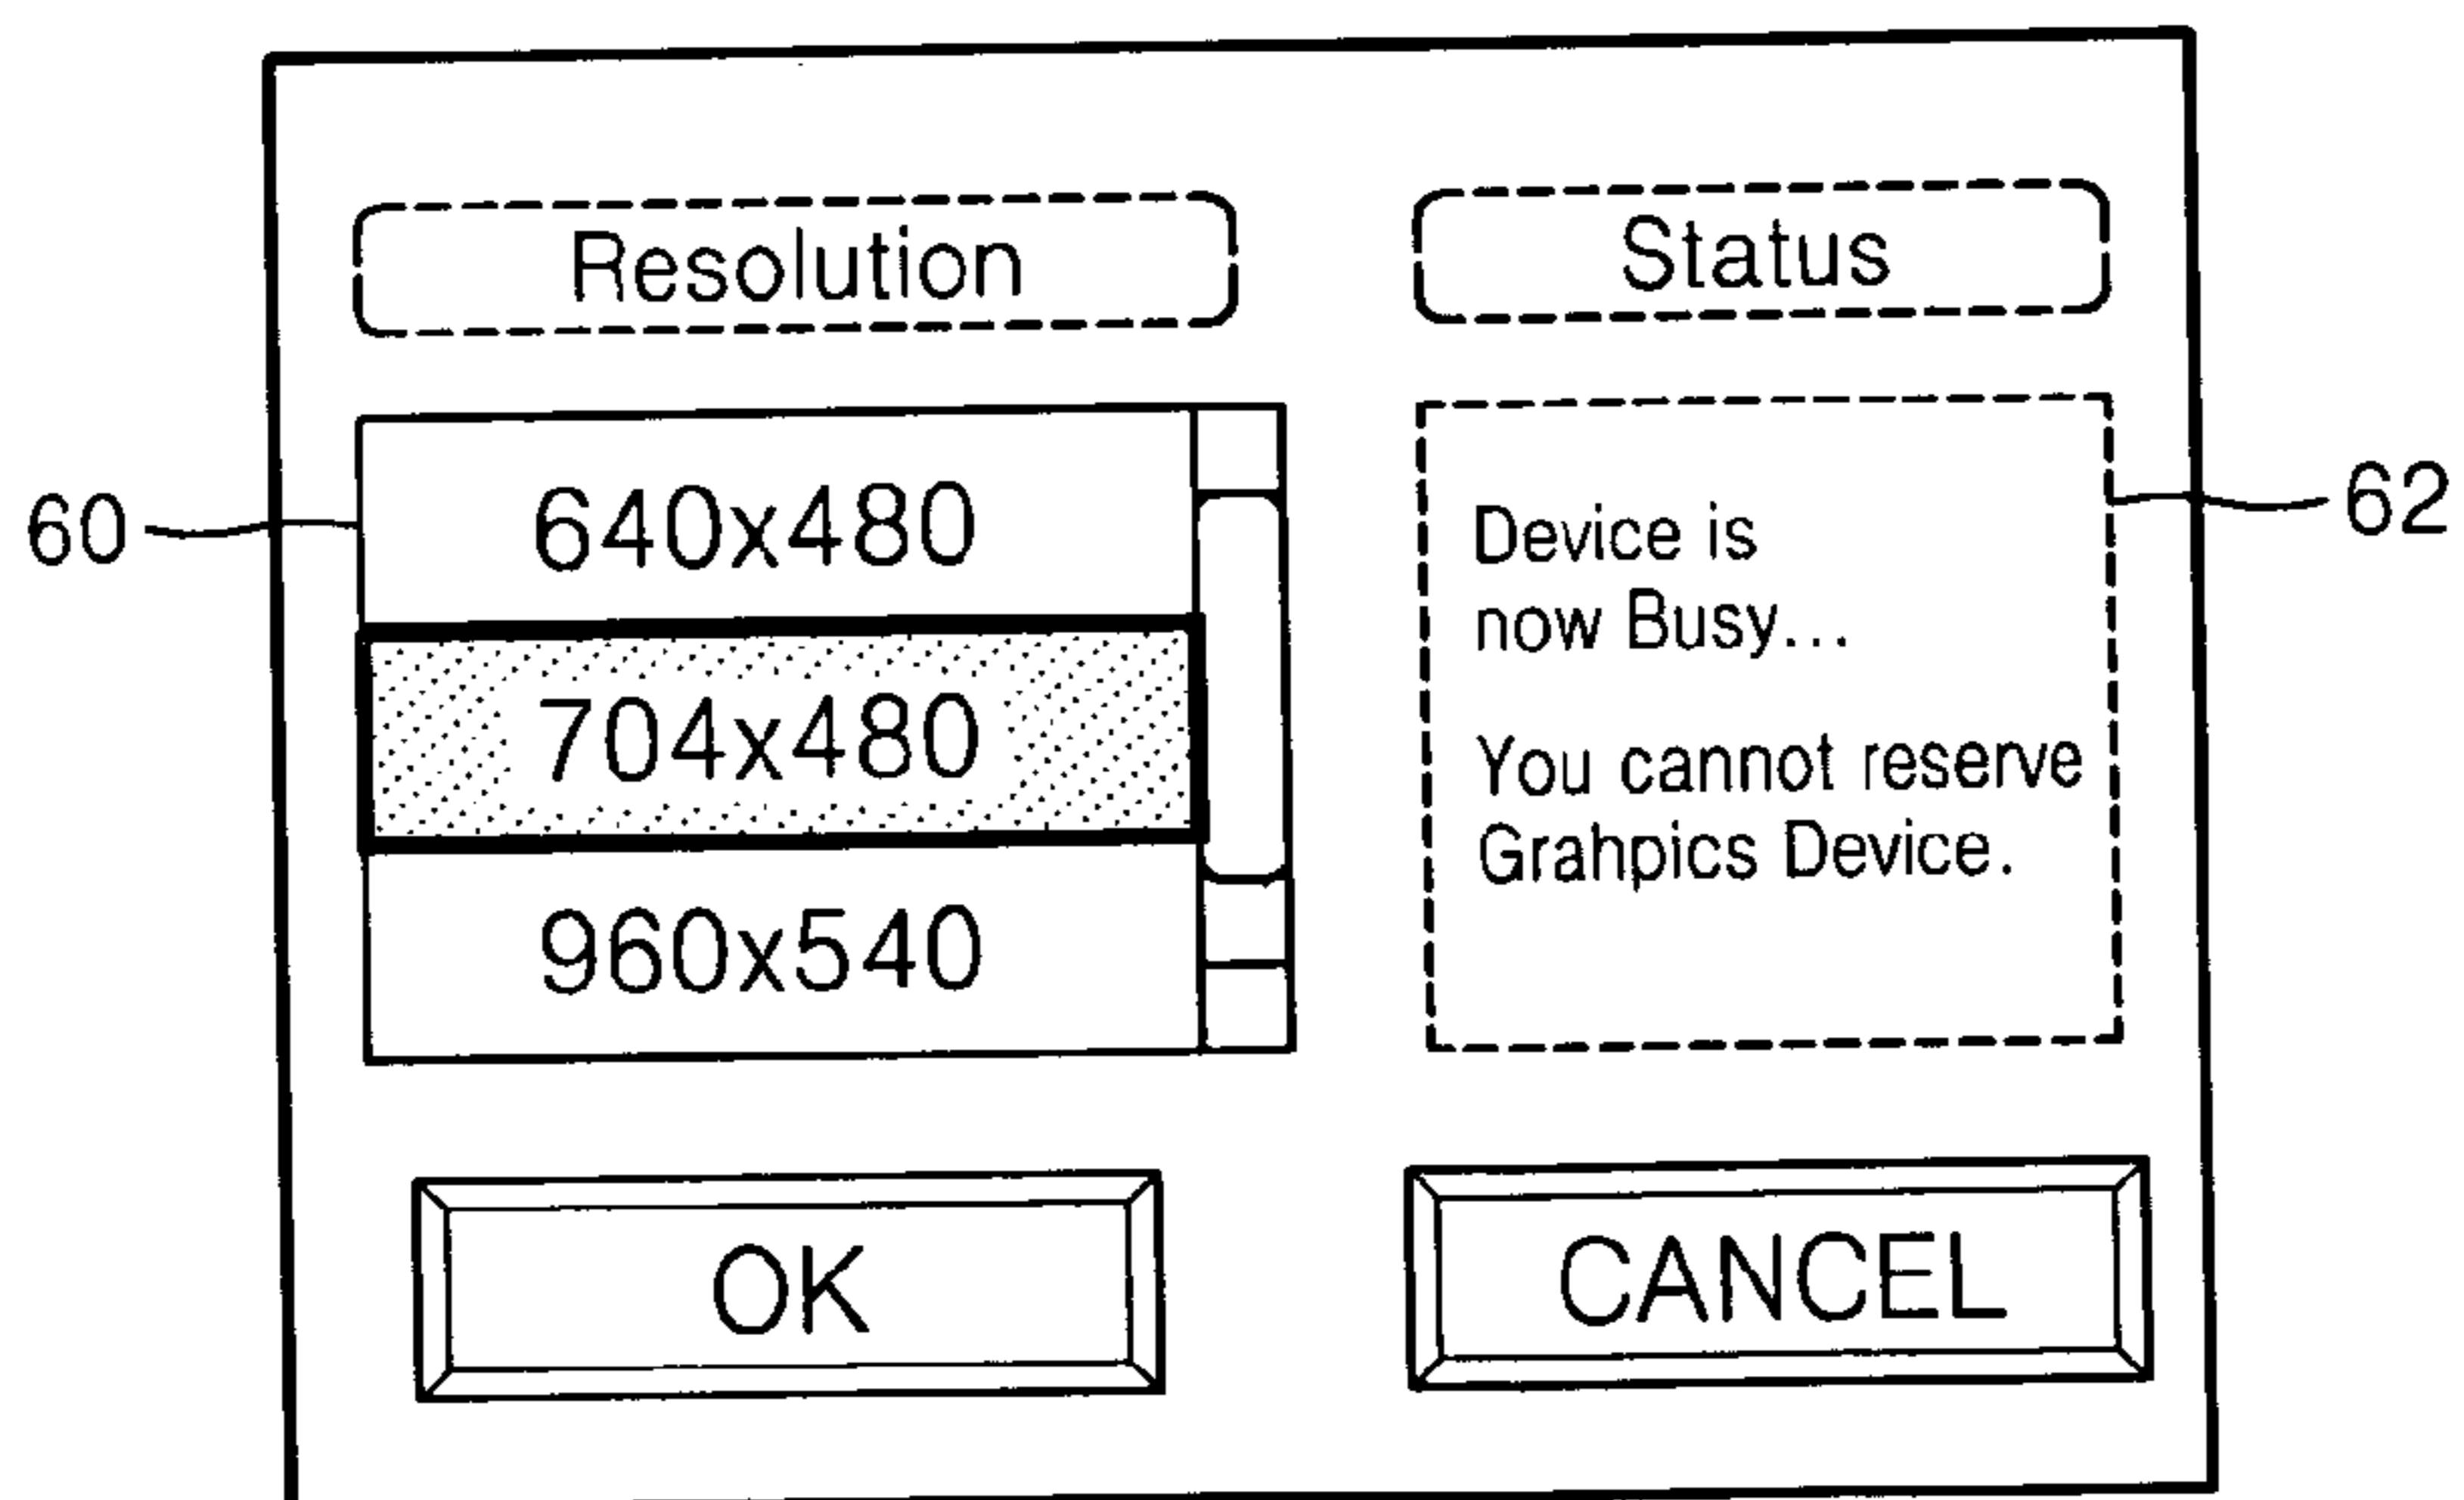 Resolution
Status
60
640x480
704x480
960x540
Device is
now Busy...
You cannot reserve
Grahpics Device.
62
OK
CANCEL